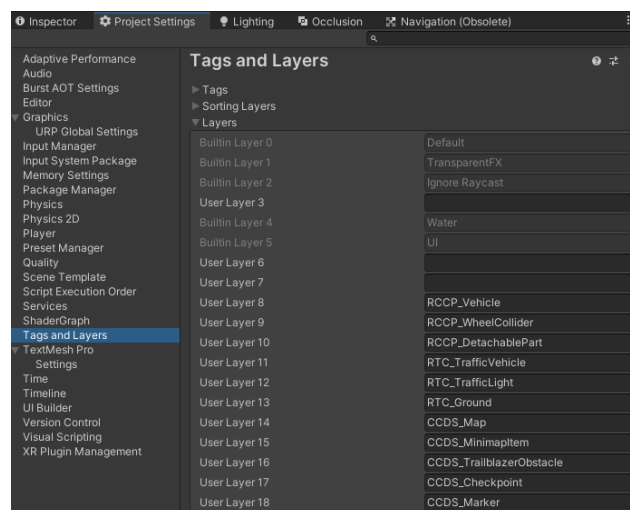 Inspector Project Settings Lighting Occlusion Navigation (Obsolete)
Adaptive Performance
Audio
Burst AOT Settings
Editor
Graphics
URP Global Settings
Input Manager
Input System Package
Memory Settings
Package Manager
Physics
Physics 2D
Player
Preset Manager
Quality
Scene Template
Script Execution Order
Services
ShaderGraph
Tags and Layers
TextMesh Pro
Settings
Time
Timeline
UI Builder
Version Control
Visual Scripting
XR Plugin Management
Tags and Layers
Tags
Sorting Layers
Layers
Builtin Layer 0 Default
Builtin Layer 1 TransparentFX
Builtin Layer 2 Ignore Raycast
User Layer 3
Builtin Layer 4 Water
Builtin Layer 5 UI
User Layer 6
User Layer 7
User Layer 8 RCCP_Vehicle
User Layer 9 RCCP_WheelCollider
User Layer 10 RCCP_DetachablePart
User Layer 11 RTC_TrafficVehicle
User Layer 12 RTC_TrafficLight
User Layer 13 RTC_Ground
User Layer 14 CCDS_Map
User Layer 15 CCDS_MinimapItem
User Layer 16 CCDS_TrailblazerObstacle
User Layer 17 CCDS_Checkpoint
User Layer 18 CCDS_Marker